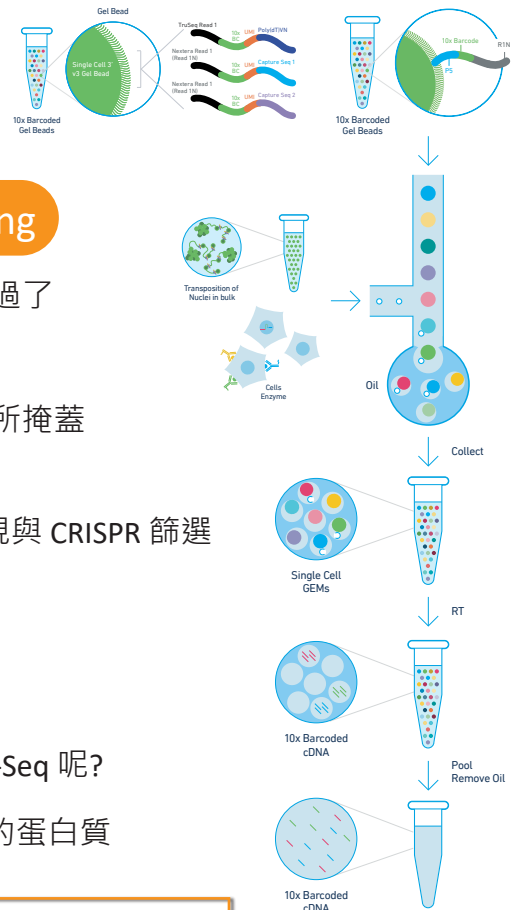 Gel Bead
Single Cell 3'
v3 Gel Bead
10x Barcoded
Gel Beads
TruSeq Read 1
10x
BC
UMI
Poly(dT)VN
Nextera Read 1
(Read 1N)
10x
BC
UMI
Capture Seq 1
Nextera Read 1
(Read 1N)
10x
BC
UMI
Capture Seq 2
10x Barcode
R1N
P5
10x Barcoded
Gel Beads
ng
過了
所掩蓋
與 CRISPR 篩選
-Seq 呢?
的蛋白質
Transposition of
Nuclei in bulk
Cells
Enzyme
Oil
Collect
Single Cell
GEMs
RT
10x Barcoded
cDNA
Pool
Remove Oil
10x Barcoded
cDNA